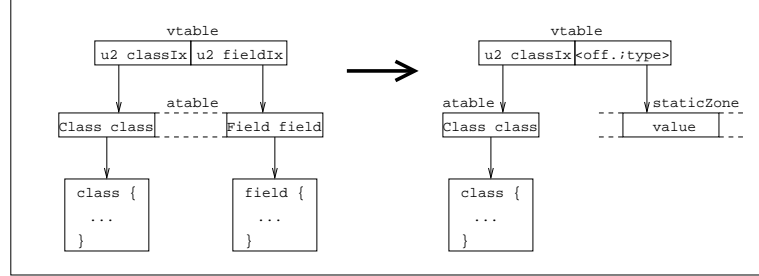 vtable
u2 classIx u2 fieldIx
atable
Class class Field field
class {
...
}
field {
...
}
vtable
u2 classIx <off.;type>
atable staticZone
Class class value
class {
...
}